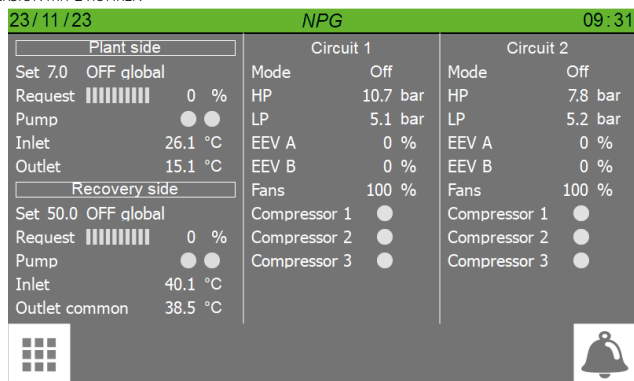 23/11/23 NPG 09:31
Plant side
Set 7.0 OFF global
Request 0 %
Pump
Inlet 26.1 °C
Outlet 15.1 °C
Recovery side
Set 50.0 OFF global
Request 0 %
Pump
Inlet 40.1 °C
Outlet common 38.5 °C
Circuit 1
Mode Off
HP 10.7 bar
LP 5.1 bar
EEV A 0 %
EEV B 0 %
Fans 100 %
Compressor 1
Compressor 2
Compressor 3
Circuit 2
Mode Off
HP 7.8 bar
LP 5.2 bar
EEV A 0 %
EEV B 0 %
Fans 100 %
Compressor 1
Compressor 2
Compressor 3